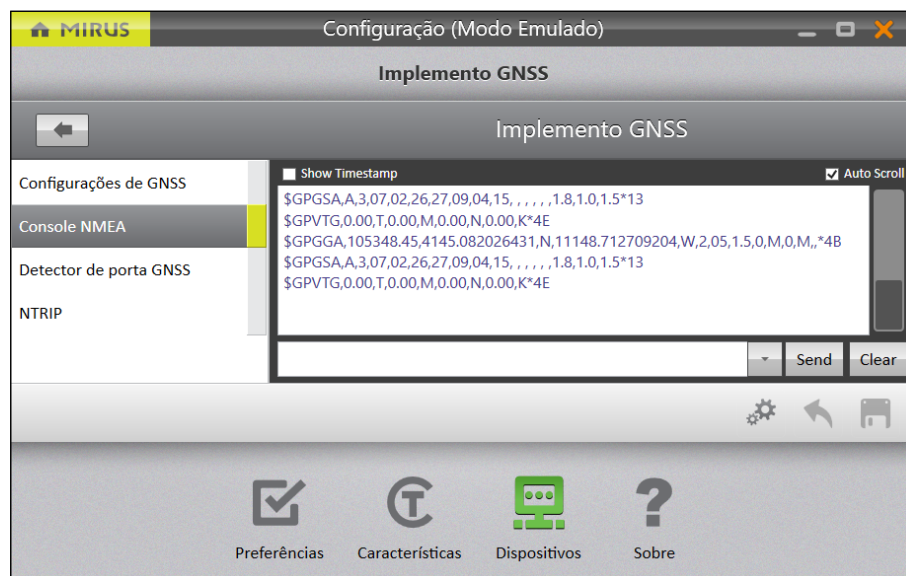 MIRUS
Configuração (Modo Emulado)
Implemento GNSS
Implemento GNSS
Configurações de GNSS
Console NMEA
Detector de porta GNSS
NTRIP
Show Timestamp
Auto Scroll
$GPGSA,A,3,07,02,26,27,09,04,15, , , , , ,1.8,1.0,1.5*13
$GPVTG,0.00,T,0.00,M,0.00,N,0.00,K*4E
$GPGGA,105348.45,4145.082026431,N,11148.712709204,W,2,05,1.5,0,M,0,M,,*4B
$GPGSA,A,3,07,02,26,27,09,04,15, , , , , ,1.8,1.0,1.5*13
$GPVTG,0.00,T,0.00,M,0.00,N,0.00,K*4E
Send
Clear
Preferências
Características
Dispositivos
Sobre